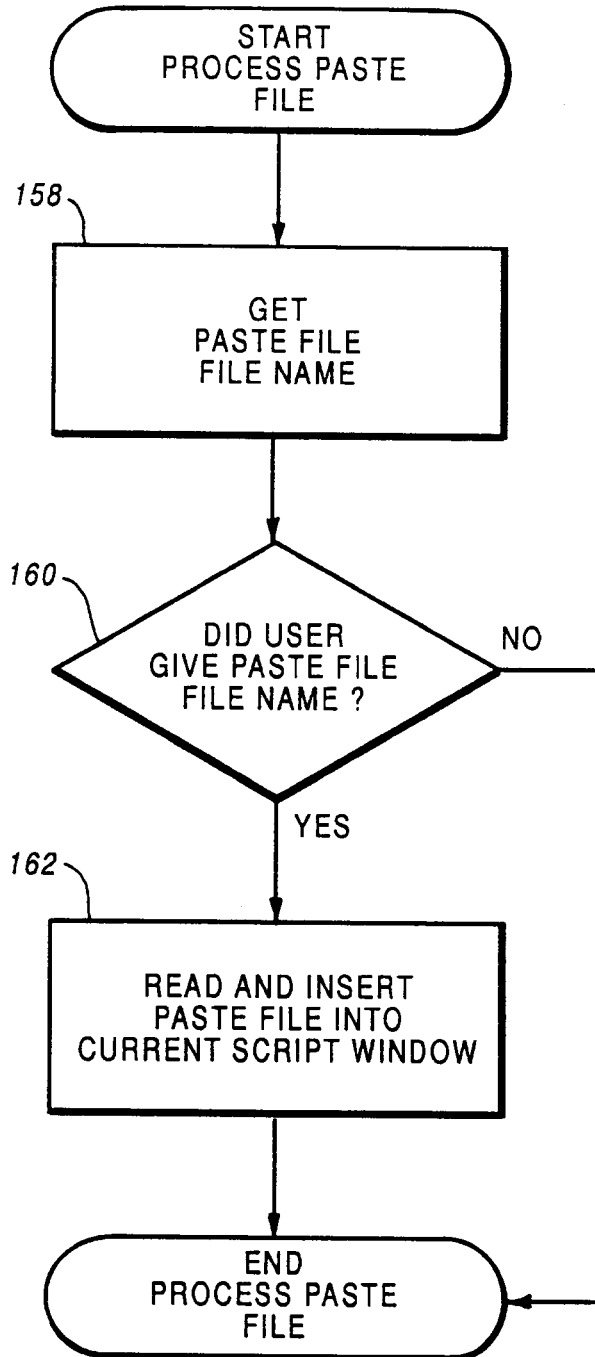 START
PROCESS PASTE
FILE
158
GET
PASTE FILE
FILE NAME
160
DID USER
GIVE PASTE FILE
FILE NAME ?
NO
YES
162
READ AND INSERT
PASTE FILE INTO
CURRENT SCRIPT WINDOW
END
PROCESS PASTE
FILE